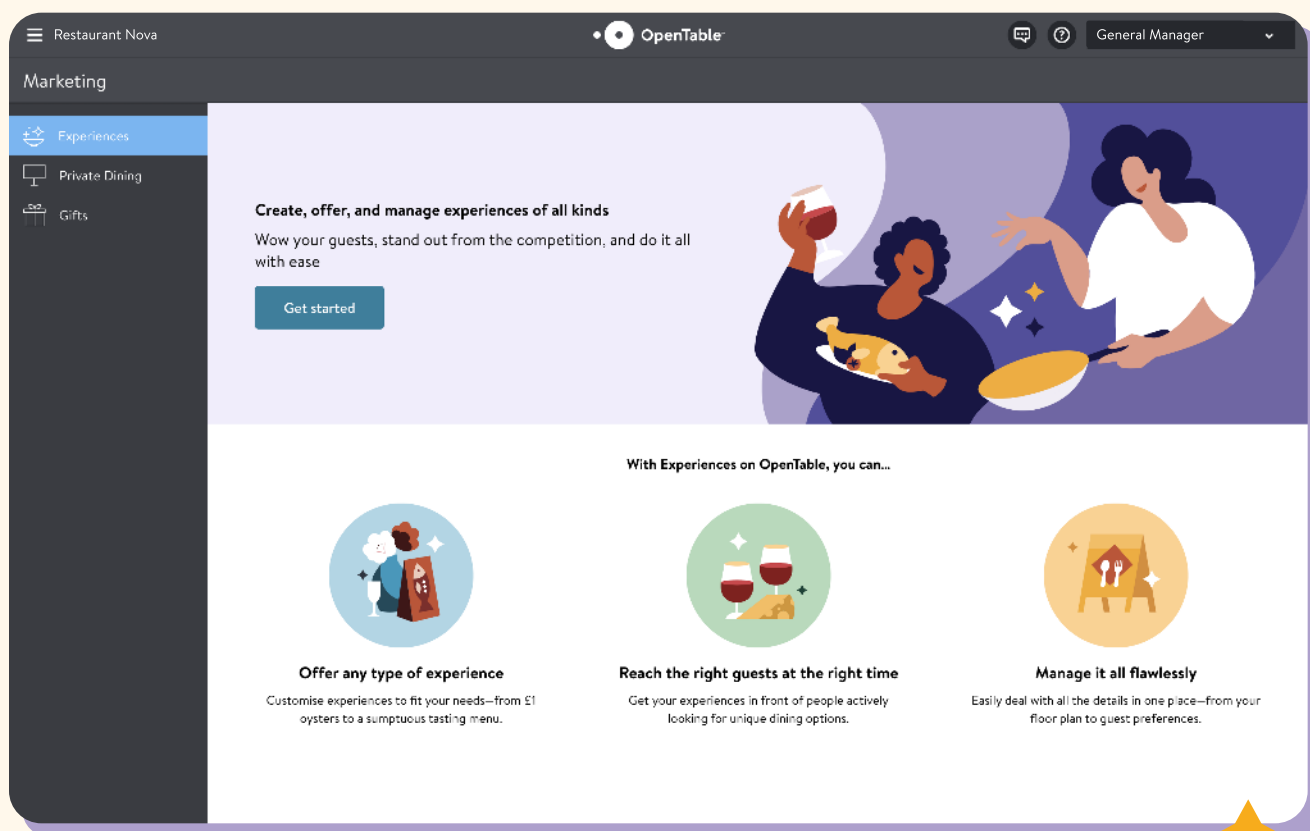 Restaurant Nova
OpenTable
General Manager
Marketing
Experiences
Private Dining
Gifts
Create, offer, and manage experiences of all kinds
Wow your guests, stand out from the competition, and do it all
with ease
Get started
With Experiences on OpenTable, you can...
Offer any type of experience
Customise experiences to fit your needs—from £1
oysters to a sumptuous tasting menu.
Reach the right guests at the right time
Get your experiences in front of people actively
looking for unique dining options.
Manage it all flawlessly
Easily deal with all the details in one place—from your
floor plan to guest preferences.